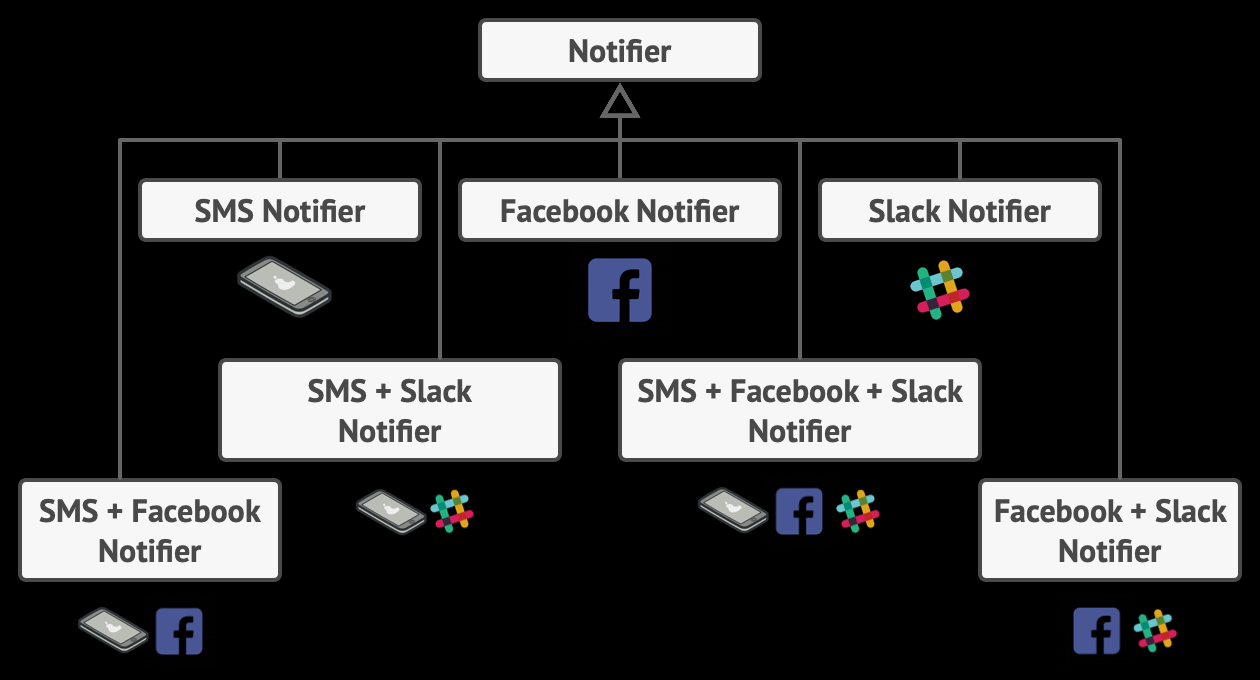 Notifier
SMS Notifier
Facebook Notifier
Slack Notifier
SMS + Slack
Notifier
SMS + Facebook + Slack
Notifier
SMS + Facebook
Notifier
Facebook + Slack
Notifier